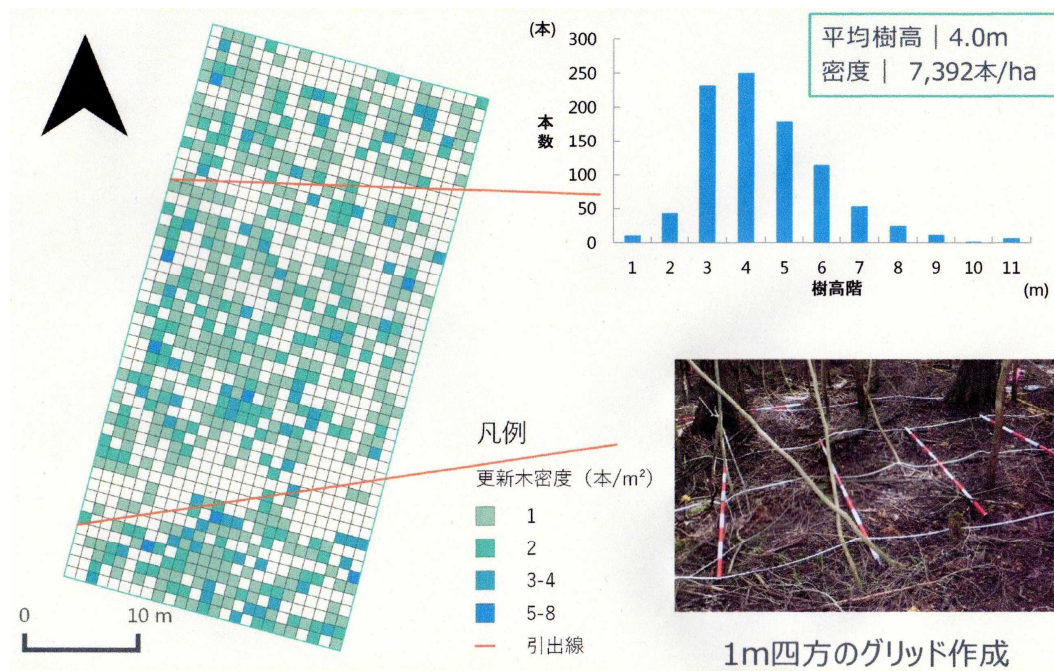 (本)
300
250
200
150
100
50
0
本数
1 2 3 4 5 6 7 8 9 10 11
樹高階
(m)
平均樹高｜4.0m
密度｜ 7,392本/ha
凡例
更新木密度（本/m²）
1
2
3-4
5-8
引出線
0 10 m
1m四方のグリッド作成